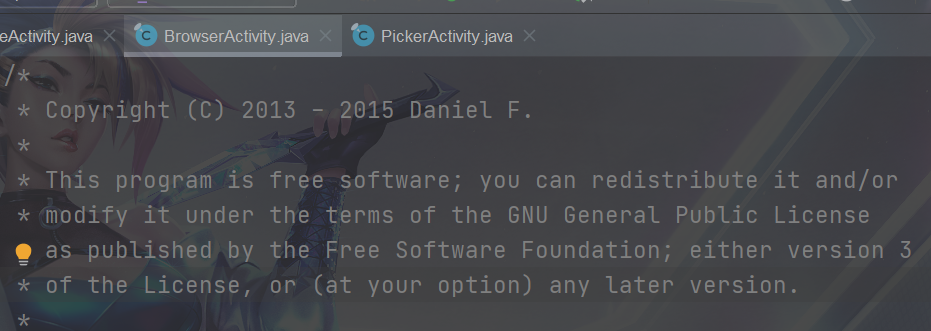 eActivity.java
BrowserActivity.java
PickerActivity.java
/*
* Copyright (C) 2013 - 2015 Daniel F.
*
* This program is free software; you can redistribute it and/or
* modify it under the terms of the GNU General Public License
as published by the Free Software Foundation; either version 3
* of the License, or (at your option) any later version.
*